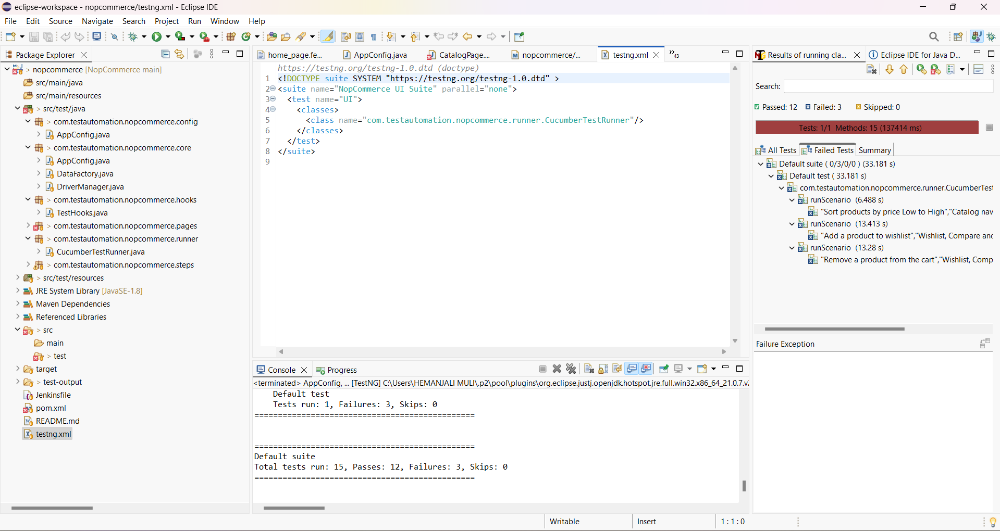 eclipse-workspace - nopcommerce/testng.xml - Eclipse IDE
File Edit Source Navigate Search Project Run Window Help
Package Explorer
nopcommerce [NopCommerce main]
src/main/java
src/main/resources
> src/test/java
> com.testautomation.nopcommerce.config
AppConfig.java
> com.testautomation.nopcommerce.core
AppConfig.java
DataFactory.java
DriverManager.java
> com.testautomation.nopcommerce.hooks
TestHooks.java
> com.testautomation.nopcommerce.pages
> com.testautomation.nopcommerce.runner
CucumberTestRunner.java
> com.testautomation.nopcommerce.steps
> src/test/resources
JRE System Library [JavaSE-1.8]
Maven Dependencies
Referenced Libraries
> src
main
> test
target
> test-output
Jenkinsfile
pom.xml
README.md
testng.xml
home_page.fe... AppConfig.java CatalogPage.... nopcommerce/... testng.xml »43
https://testng.org/testng-1.0.dtd (doctype)
1 <!DOCTYPE suite SYSTEM "https://testng.org/testng-1.0.dtd" >
2 <suite name="NopCommerce UI Suite" parallel="none">
3 <test name="UI">
4 <classes>
5 <class name="com.testautomation.nopcommerce.runner.CucumberTestRunner"/>
6 </classes>
7 </test>
8 </suite>
9
Console Progress
<terminated> AppConfig, ... [TestNG] C:\Users\HEMANJALI MULI\.p2\pool\plugins\org.eclipse.justj.openjdk.hotspot.jre.full.win32.x86_64_21.0.7.v
Default test
Tests run: 1, Failures: 3, Skips: 0
===============================================
===============================================
Default suite
Total tests run: 15, Passes: 12, Failures: 3, Skips: 0
===============================================
Results of running cla... Eclipse IDE for Java D...
Search:
Passed: 12 Failed: 3 Skipped: 0
Tests: 1/1 Methods: 15 (137414 ms)
All Tests Failed Tests Summary
Default suite ( 0/3/0/0 ) (33.181 s)
Default test ( 33.181 s)
com.testautomation.nopcommerce.runner.CucumberTes
runScenario (6.488 s)
"Sort products by price Low to High","Catalog nav
runScenario (13.413 s)
"Add a product to wishlist","Wishlist, Compare and
runScenario (13.28 s)
"Remove a product from the cart","Wishlist, Comp
Failure Exception
Writable Insert 1 : 1 : 0